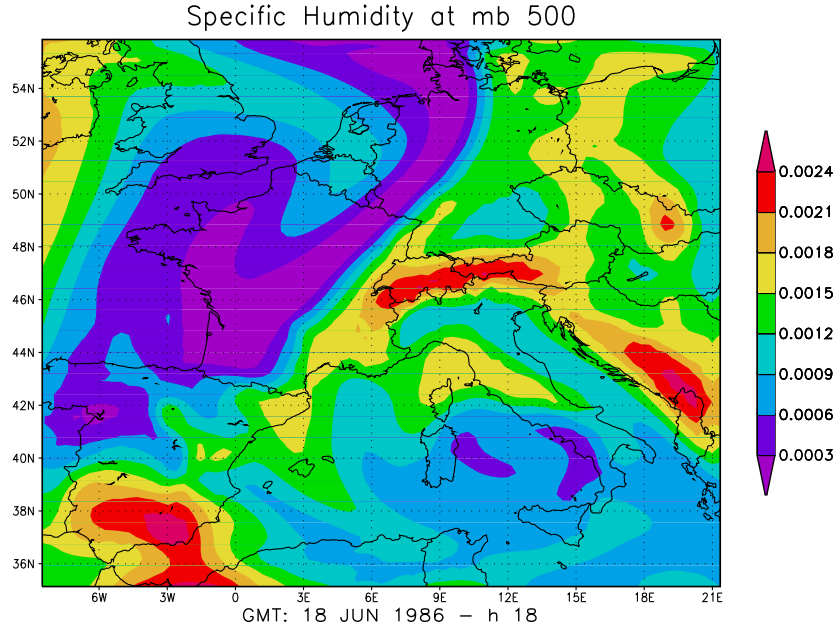 Specific Humidity at mb 500
54N
52N
50N
48N
46N
44N
42N
40N
38N
36N
0.0024
0.0021
0.0018
0.0015
0.0012
0.0009
0.0006
0.0003
6W 3W 0 3E 6E 9E 12E 15E 18E 21E
GMT: 18 JUN 1986 – h 18